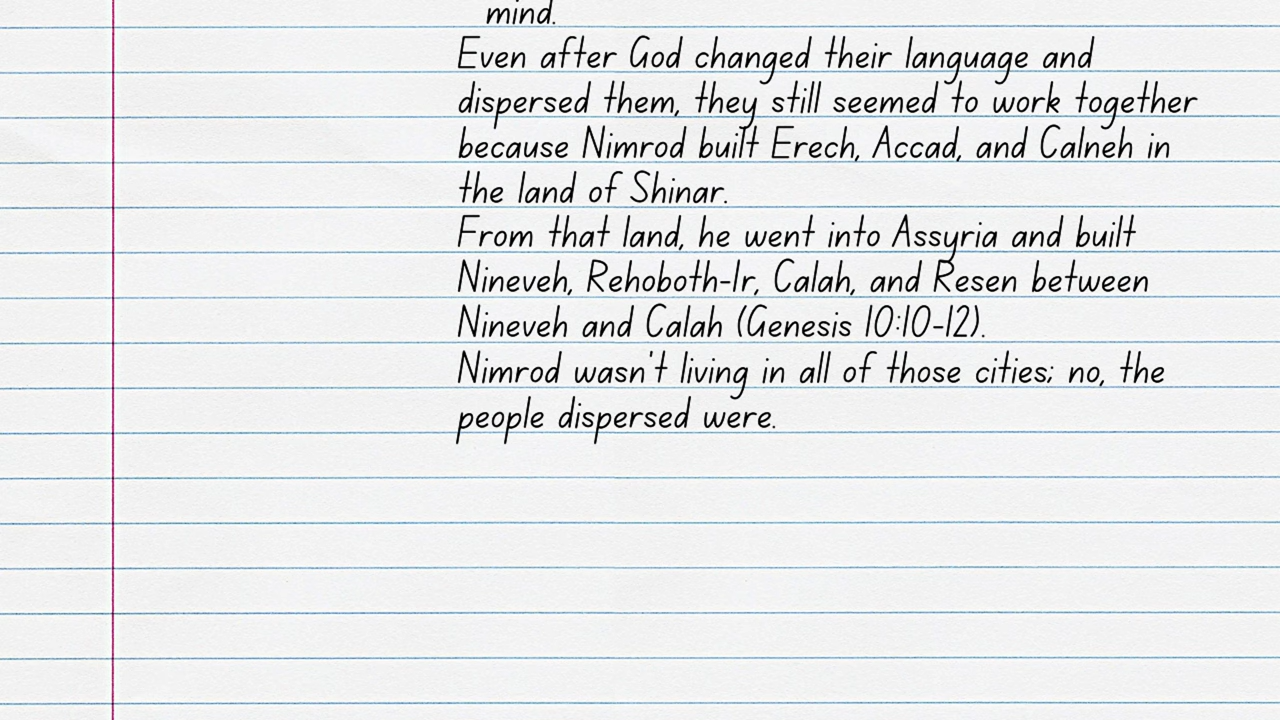 mind.
Even after God changed their language and
dispersed them, they still seemed to work together
because Nimrod built Erech, Accad, and Calneh in
the land of Shinar.
From that land, he went into Assyria and built
Nineveh, Rehoboth-Ir, Calah, and Resen between
Nineveh and Calah (Genesis 10:10-12).
Nimrod wasn't living in all of those cities; no, the
people dispersed were.